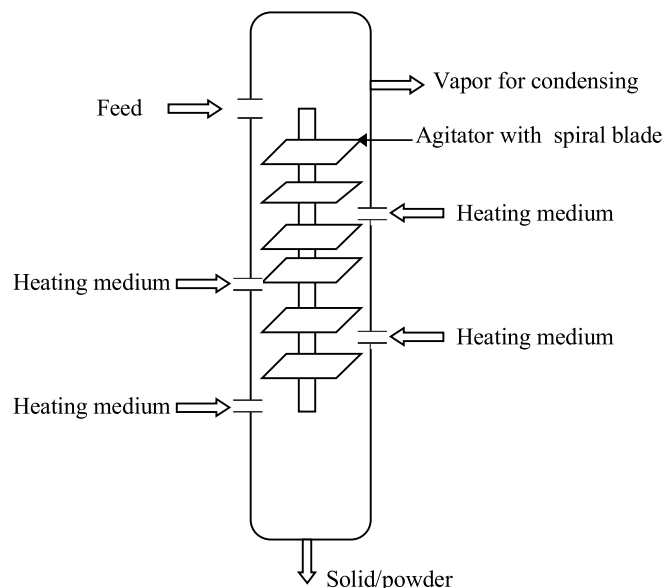 Vapor for condensing
Feed
Agitator with spiral blade
Heating medium
Heating medium
Heating medium
Heating medium
Solid/powder